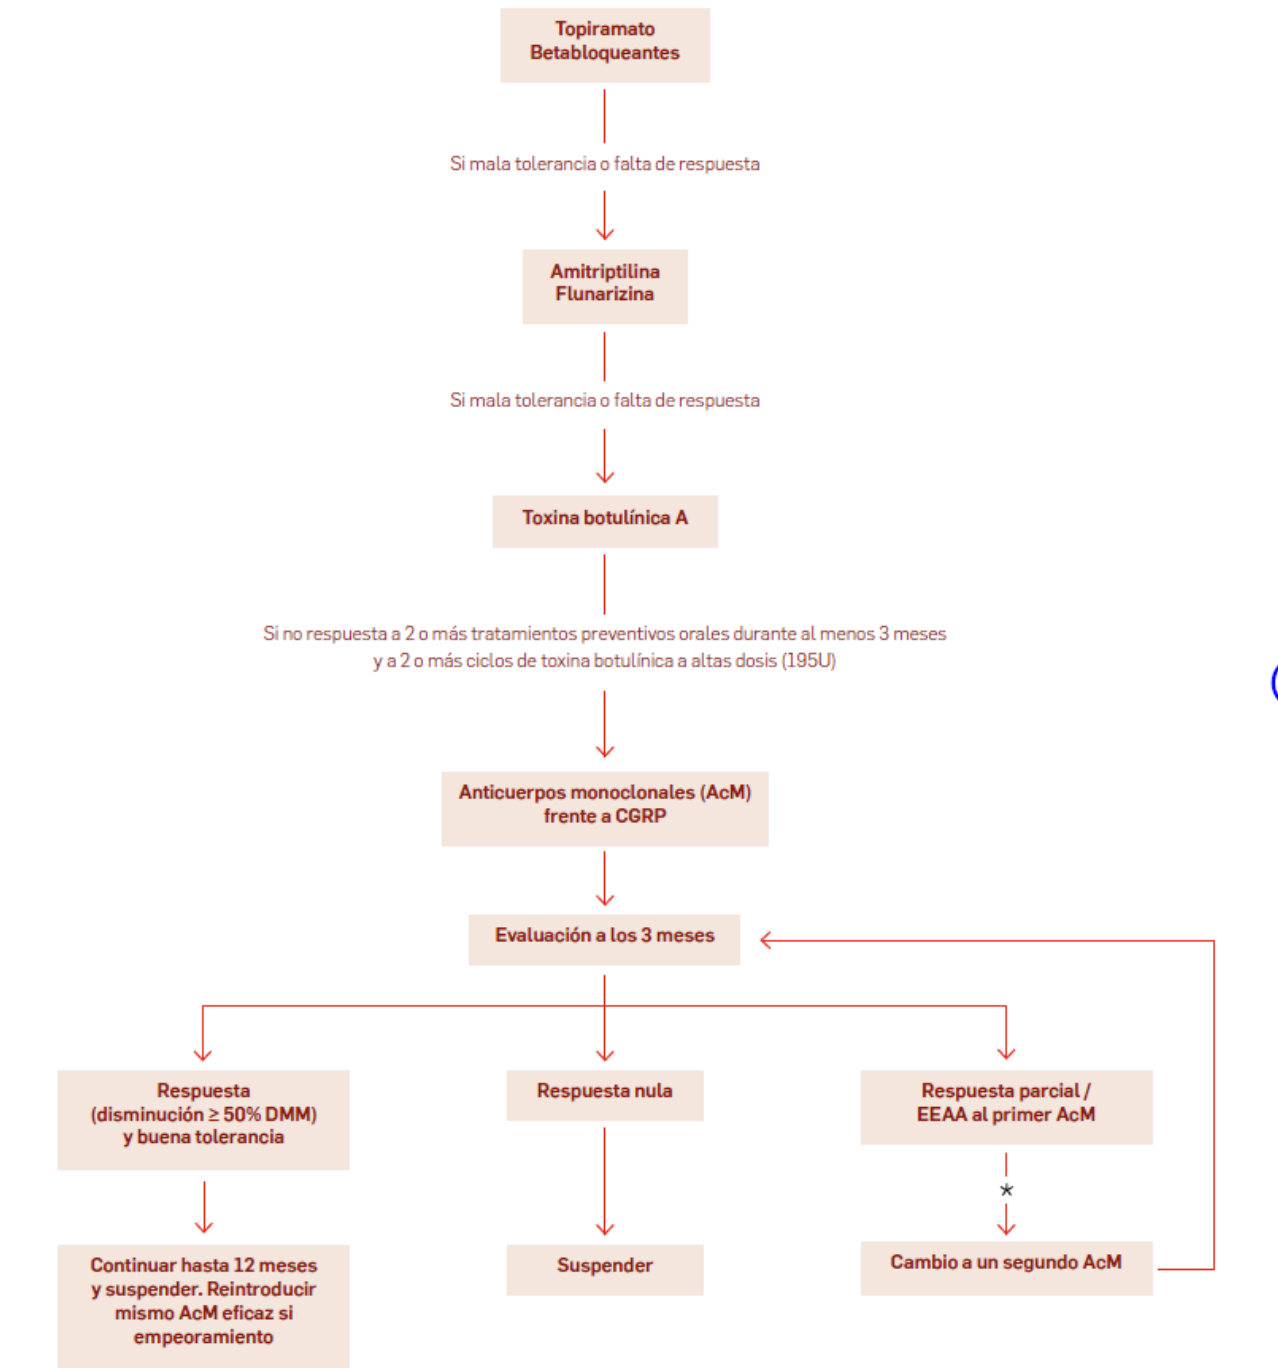 Topiramato
Betabloqueantes
Si mala tolerancia o falta de respuesta
Amitriptilina
Flunarizina
Si mala tolerancia o falta de respuesta
Toxina botulínica A
Si no respuesta a 2 o más tratamientos preventivos orales durante al menos 3 meses
y a 2 o más ciclos de toxina botulínica a altas dosis (195U)
Anticuerpos monoclonales (AcM)
frente a CGRP
Evaluación a los 3 meses
Respuesta
(disminución ≥ 50% DMM)
y buena tolerancia
Respuesta nula
Respuesta parcial /
EEAA al primer AcM
*
Continuar hasta 12 meses
y suspender. Reintroducir
mismo AcM eficaz si
empeoramiento
Suspender
Cambio a un segundo AcM